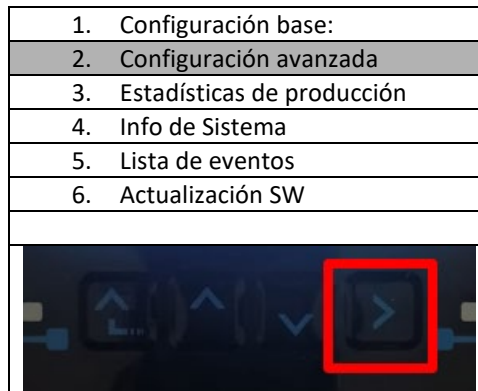 1. Configuración base:
2. Configuración avanzada
3. Estadísticas de producción
4. Info de Sistema
5. Lista de eventos
6. Actualización SW